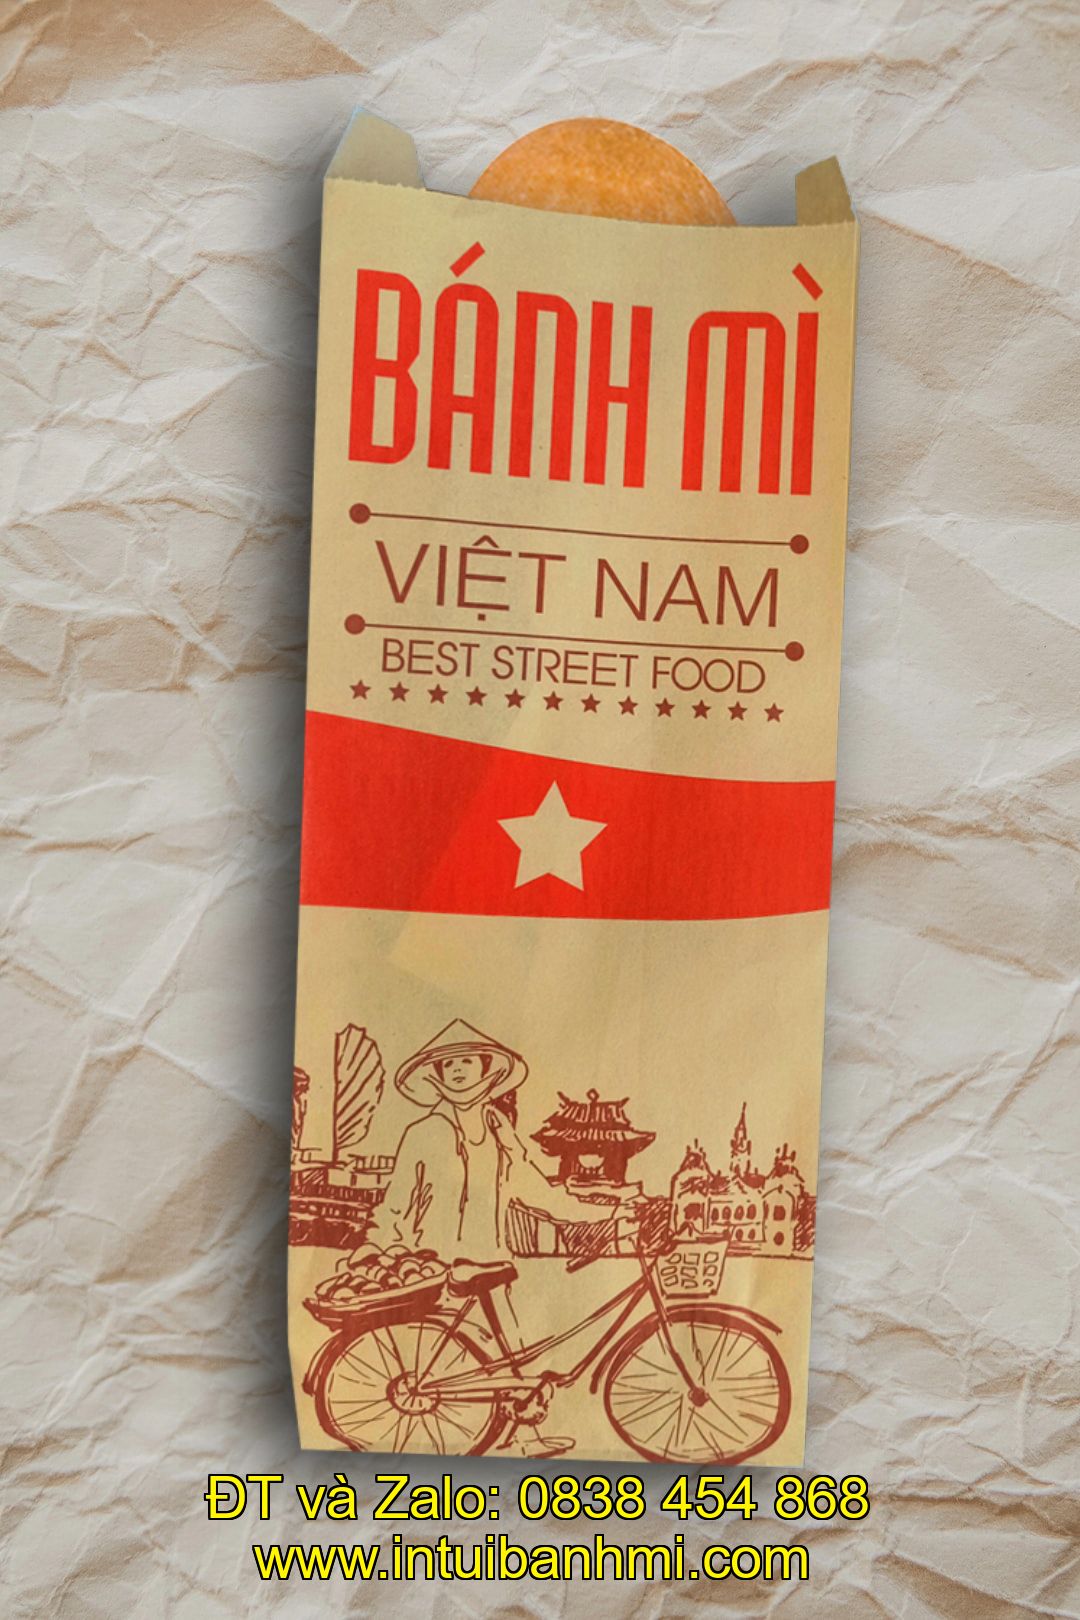 BÁNH MÌ
VIỆT NAM
BEST STREET FOOD
ĐT và Zalo: 0838 454 868
www.intuibanhmi.com